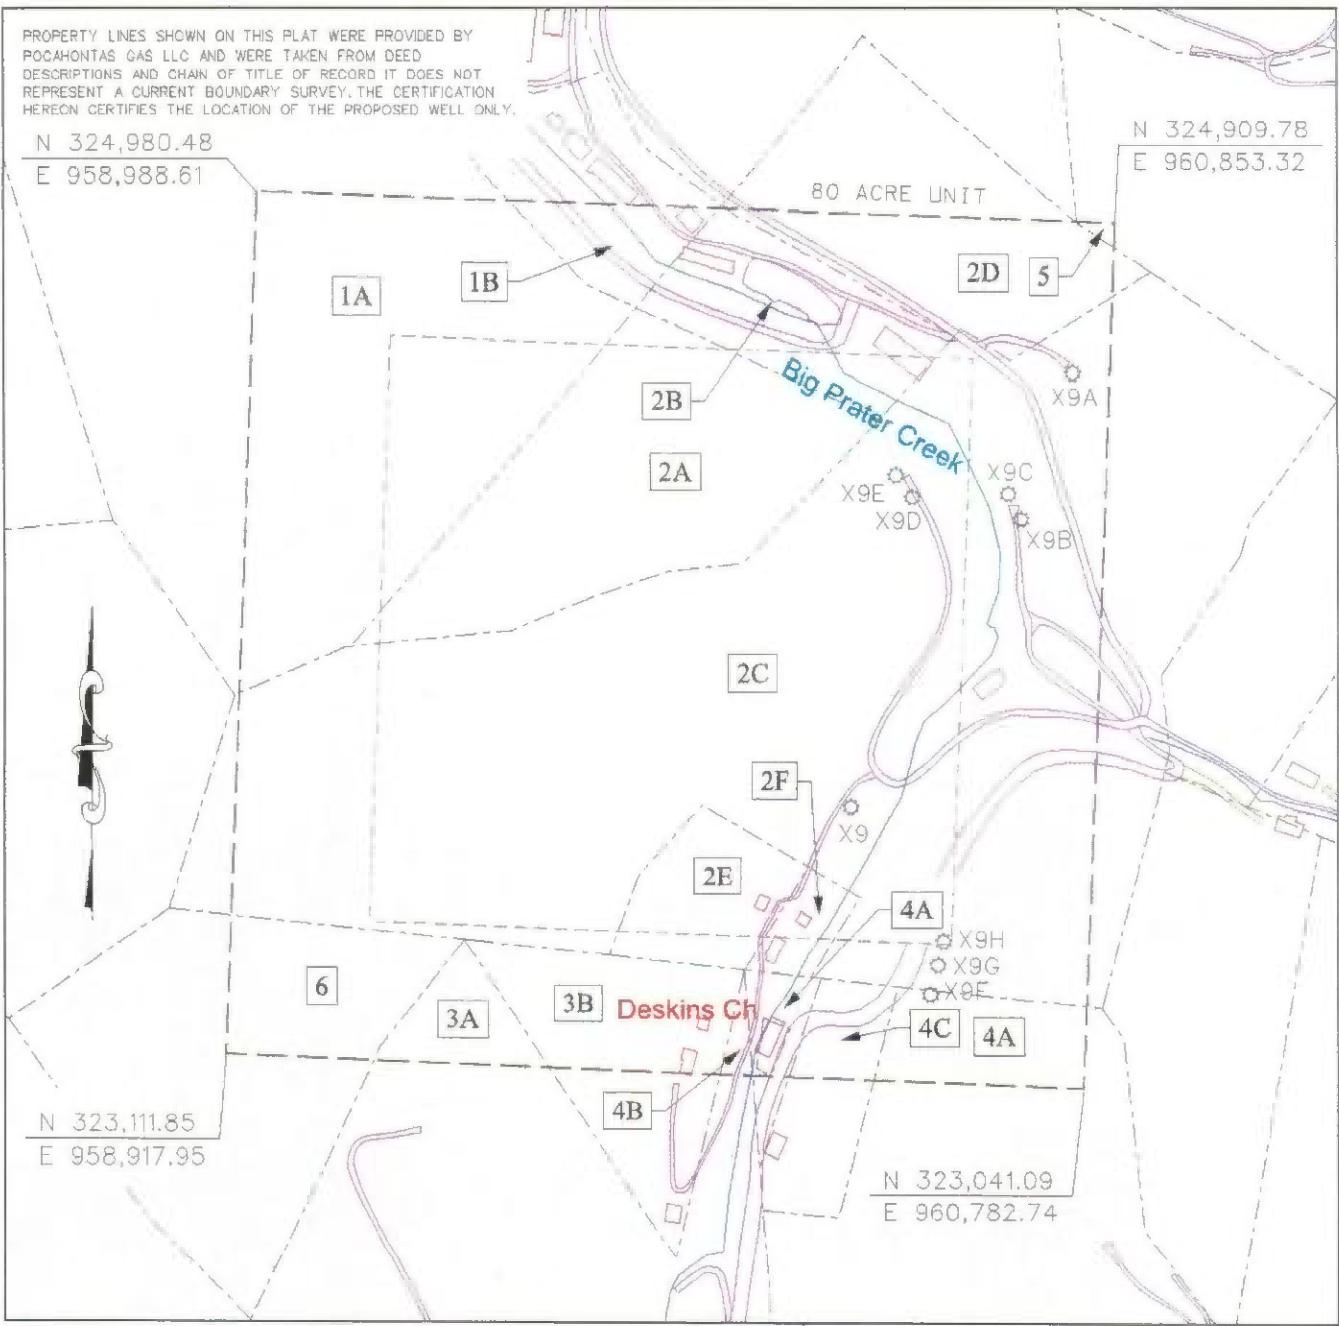 PROPERTY LINES SHOWN ON THIS PLAT WERE PROVIDED BY
POCAHONTAS GAS LLC AND WERE TAKEN FROM DEED
DESCRIPTIONS AND CHAIN OF TITLE OF RECORD IT DOES NOT
REPRESENT A CURRENT BOUNDARY SURVEY. THE CERTIFICATION
HEREON CERTIFIES THE LOCATION OF THE PROPOSED WELL ONLY.
N 324,980.48
E 958,988.61
N 324,909.78
E 960,853.32
80 ACRE UNIT
1A
1B
2D
5
2B
Big Prater Creek
X9A
2A
X9E
X9D
X9C
X9B
2C
2F
X9
2E
4A
X9H
X9G
X9F
6
3A
3B
Deskins Ch
4C
4A
4B
N 323,111.85
E 958,917.95
N 323,041.09
E 960,782.74